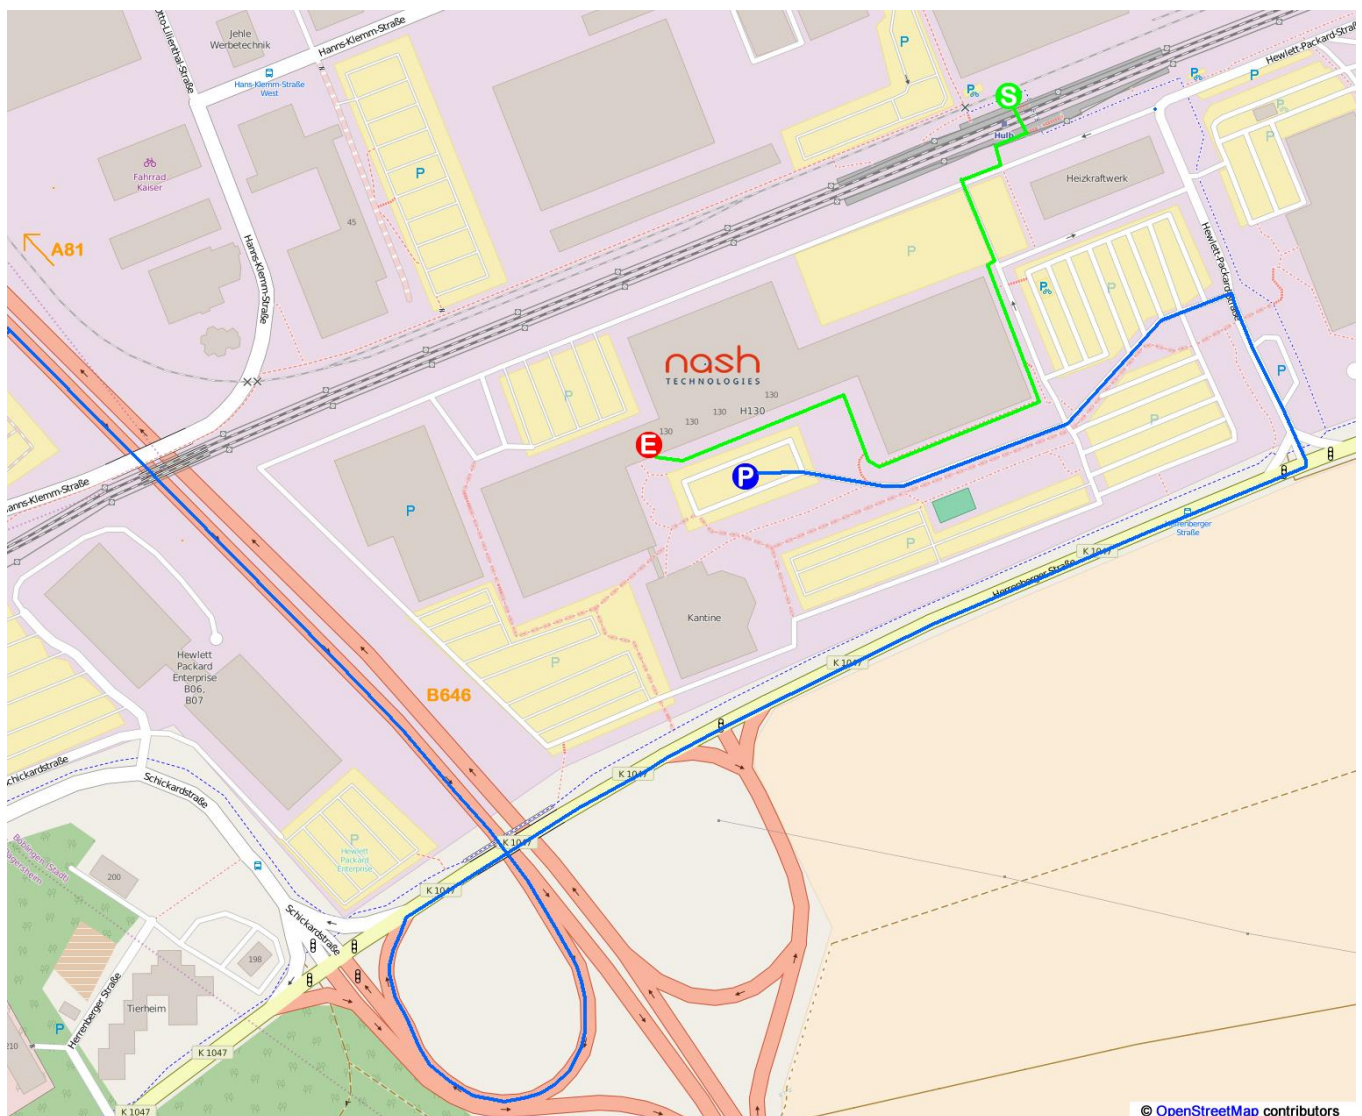 Otto-Lilienthal-Straße
Jehle
Werbetechnik
Hanns-Klemm-Straße
Hans-Klemm-Straße
West
P
P
S
Hulb
P
P
P
Hewlett-Packard-Straße
Fahrrad
Kaiser
P
45
Heizkraftwerk
A81
Hanns-Klemm-Straße
P
P
P
Hewlett-Packard-Straße
nash
TECHNOLOGIES
130
130
130
130
H130
P
P
P
E
P
Hanns-Klemm-Straße
P
P
Herrenberger
Straße
K 1047
Herrenberger Straße
Kantine
Hewlett
Packard
Enterprise
B06,
B07
P
K 1047
B646
Schickardstraße
Schickardstraße
K 1047
P
Hewlett
Packard
Enterprise
K 1047
K 1047
200
Schickardstraße
198
Herrenberger Straße
Tierheim
P
210
K 1047
K 1047
© OpenStreetMap contributors